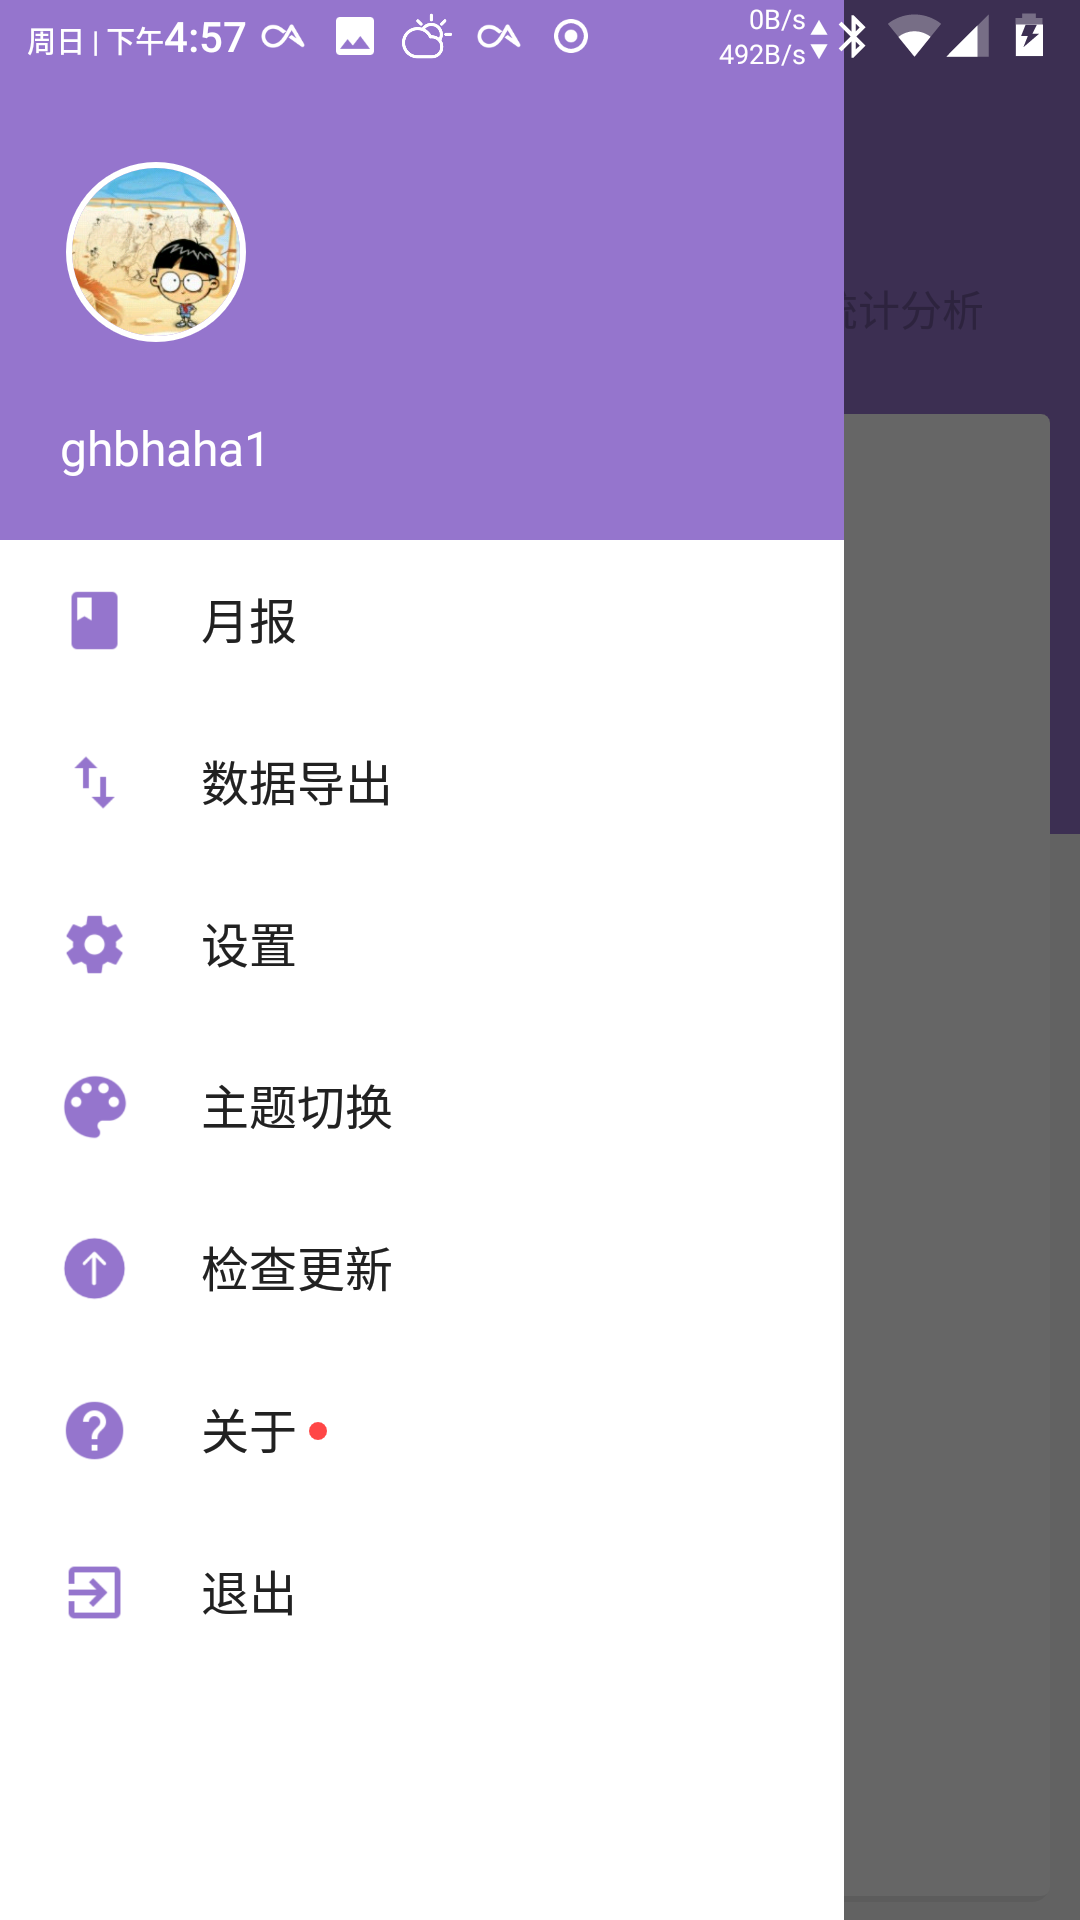 周日 | 下午4:57
0B/s
492B/s
统计分析
ghbhaha1
月报
数据导出
设置
主题切换
检查更新
关于
退出